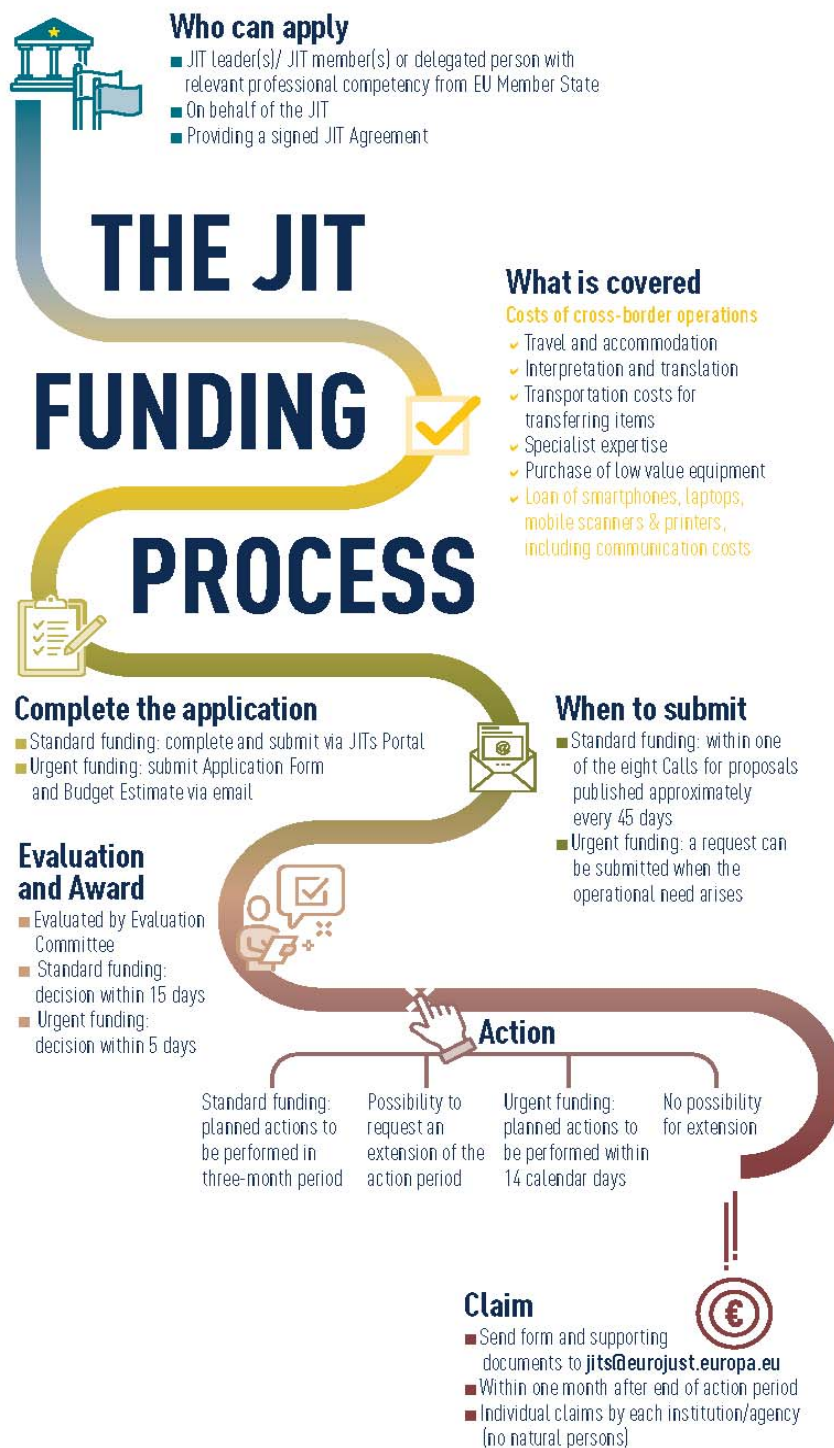 Who can apply
■ JIT leader(s)/ JIT member(s) or delegated person with
relevant professional competency from EU Member State
■ On behalf of the JIT
■ Providing a signed JIT Agreement
THE JIT
FUNDING
PROCESS
What is covered
Costs of cross-border operations
Travel and accommodation
Interpretation and translation
Transportation costs for
transferring items
Specialist expertise
Purchase of low value equipment
Loan of smartphones, laptops,
mobile scanners & printers,
including communication costs
Complete the application
■ Standard funding: complete and submit via JITs Portal
■ Urgent funding: submit Application Form
and Budget Estimate via email
@
When to submit
■ Standard funding: within one
of the eight Calls for proposals
published approximately
every 45 days
■ Urgent funding: a request can
be submitted when the
operational need arises
Evaluation
and Award
■ Evaluated by Evaluation
Committee
■ Standard funding:
decision within 15 days
■ Urgent funding:
decision within 5 days
Action
Standard funding:
planned actions to
be performed in
three-month period
Possibility to
request an
extension of the
action period
Urgent funding:
planned actions to
be performed within
14 calendar days
No possibility
for extension
€
Claim
■ Send form and supporting
documents to jits@eurojust.europa.eu
■ Within one month after end of action period
■ Individual claims by each institution/agency
(no natural persons)